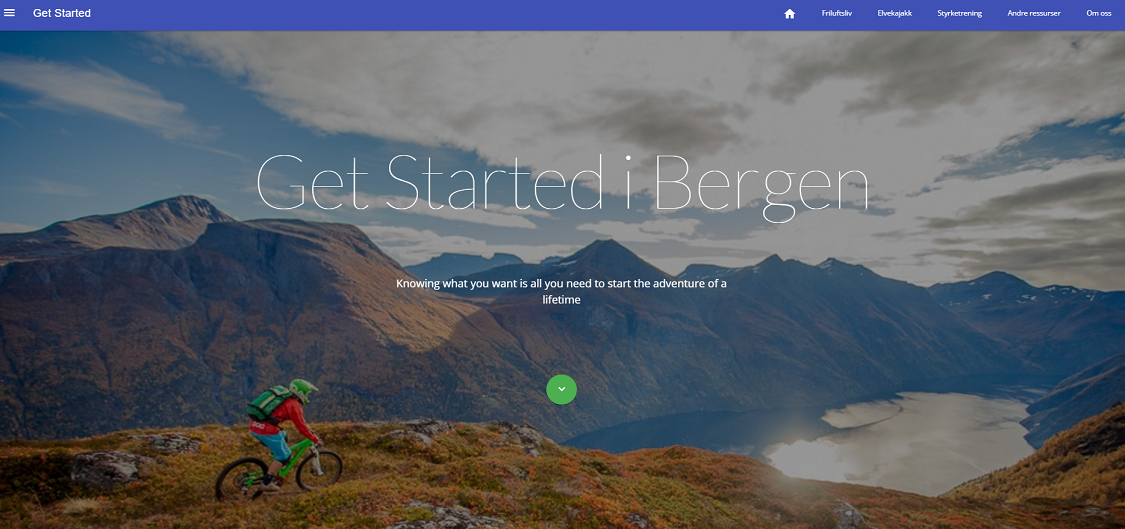 Get Started
Friluftsliv Elvekajakk Styrketrening Andre ressurser Om oss
Get Started i Bergen
Knowing what you want is all you need to start the adventure of a
lifetime